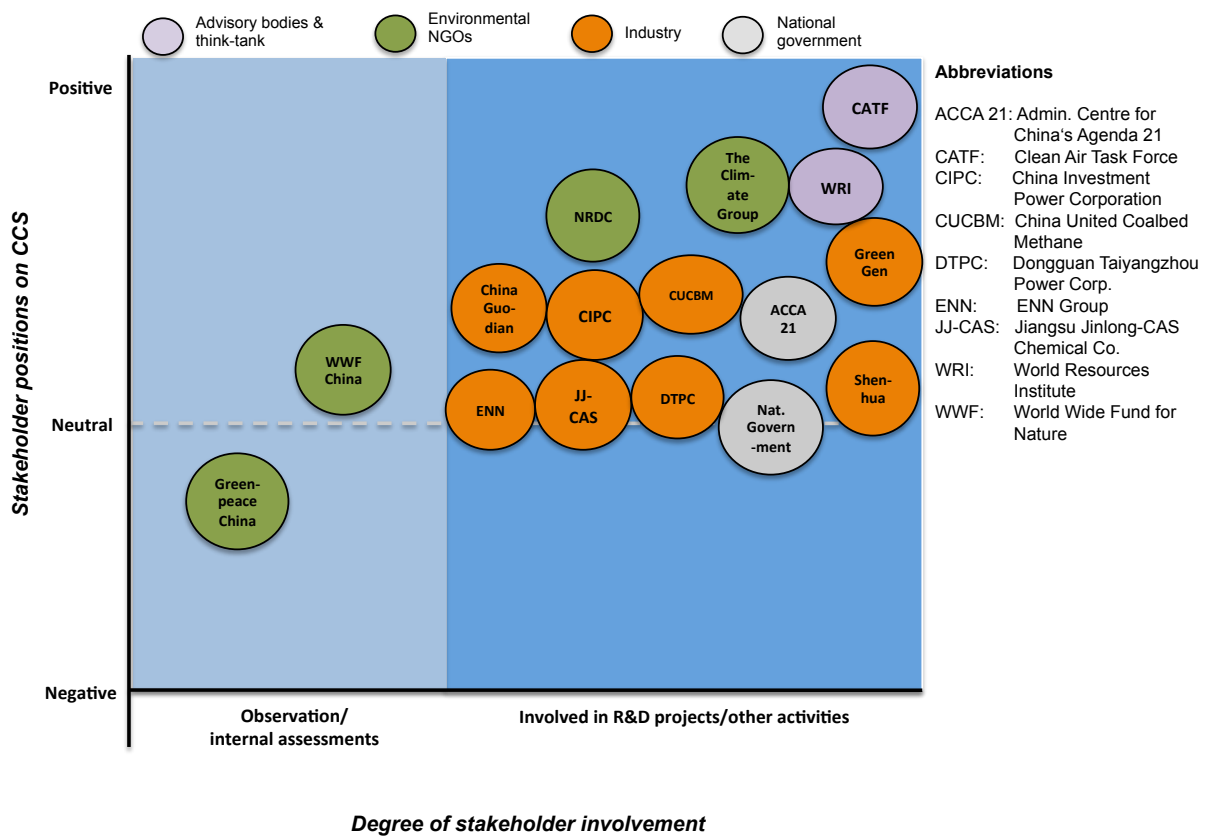 Advisory bodies &
think-tank
Environmental
NGOs
Industry
National
government
Positive
Neutral
Negative
Stakeholder positions on CCS
CATF
The
Clim-
ate
Group
WRI
NRDC
Green
Gen
China
Guo-
dian
CIPC
CUCBM
ACCA
21
WWF
China
ENN
JJ-
CAS
DTPC
Nat.
Govern
-ment
Shen-
hua
Green-
peace
China
Observation/
internal assessments
Involved in R&D projects/other activities
Degree of stakeholder involvement
Abbreviations
ACCA 21: Admin. Centre for
China‘s Agenda 21
CATF: Clean Air Task Force
CIPC: China Investment
Power Corporation
CUCBM: China United Coalbed
Methane
DTPC: Dongguan Taiyangzhou
Power Corp.
ENN: ENN Group
JJ-CAS: Jiangsu Jinlong-CAS
Chemical Co.
WRI: World Resources
Institute
WWF: World Wide Fund for
Nature